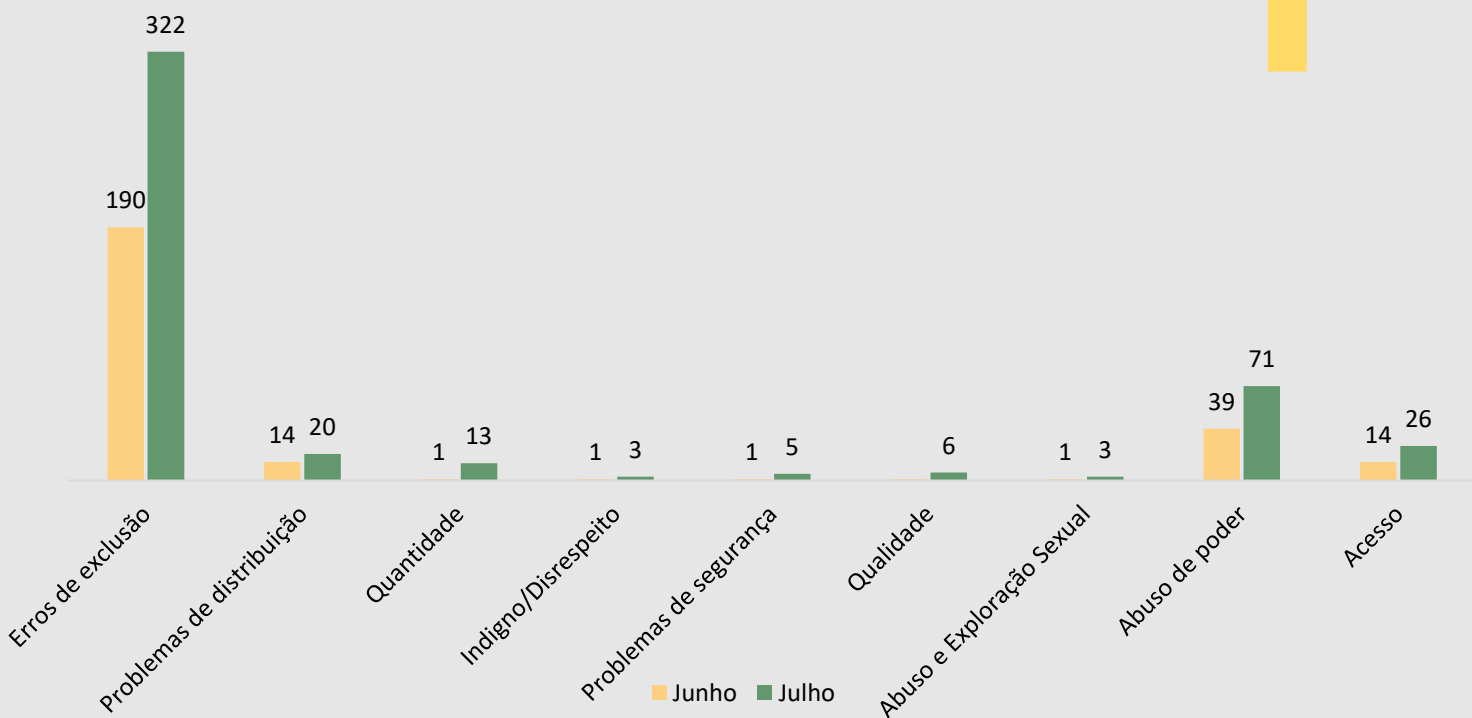 322
190
14 20
1 13
1 3
1 5
6
1 3
39 71
14 26
Erros de exclusão
Problemas de distribuição
Quantidade
Indigno/Disrespeito
Problemas de segurança
Qualidade
Abuso e Exploração Sexual
Abuso de poder
Acesso
Junho Julho